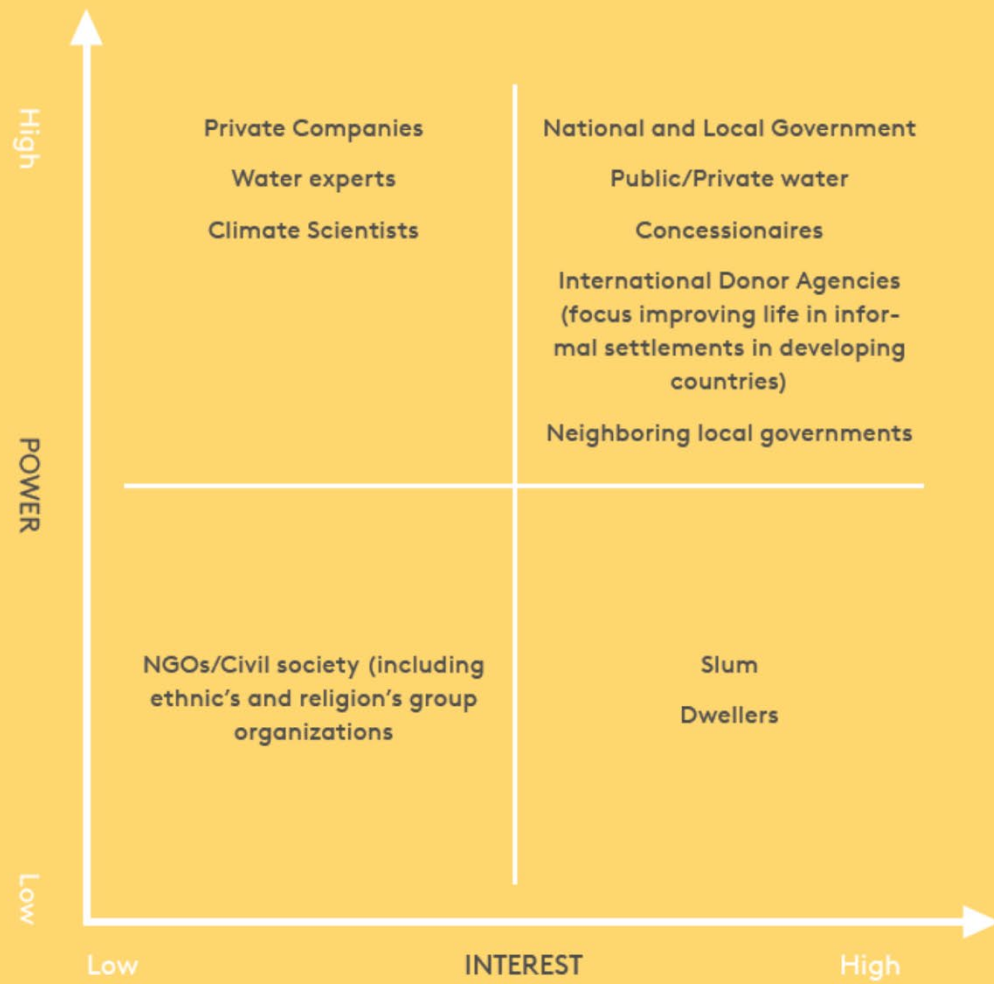 High
Private Companies
Water experts
Climate Scientists
National and Local Government
Public/Private water
Concessionaires
International Donor Agencies
(focus improving life in infor-
mal settlements in developing
countries)
Neighboring local governments
POWER
NGOs/Civil society (including
ethnic's and religion's group
organizations
Slum
Dwellers
Low
Low
INTEREST
High